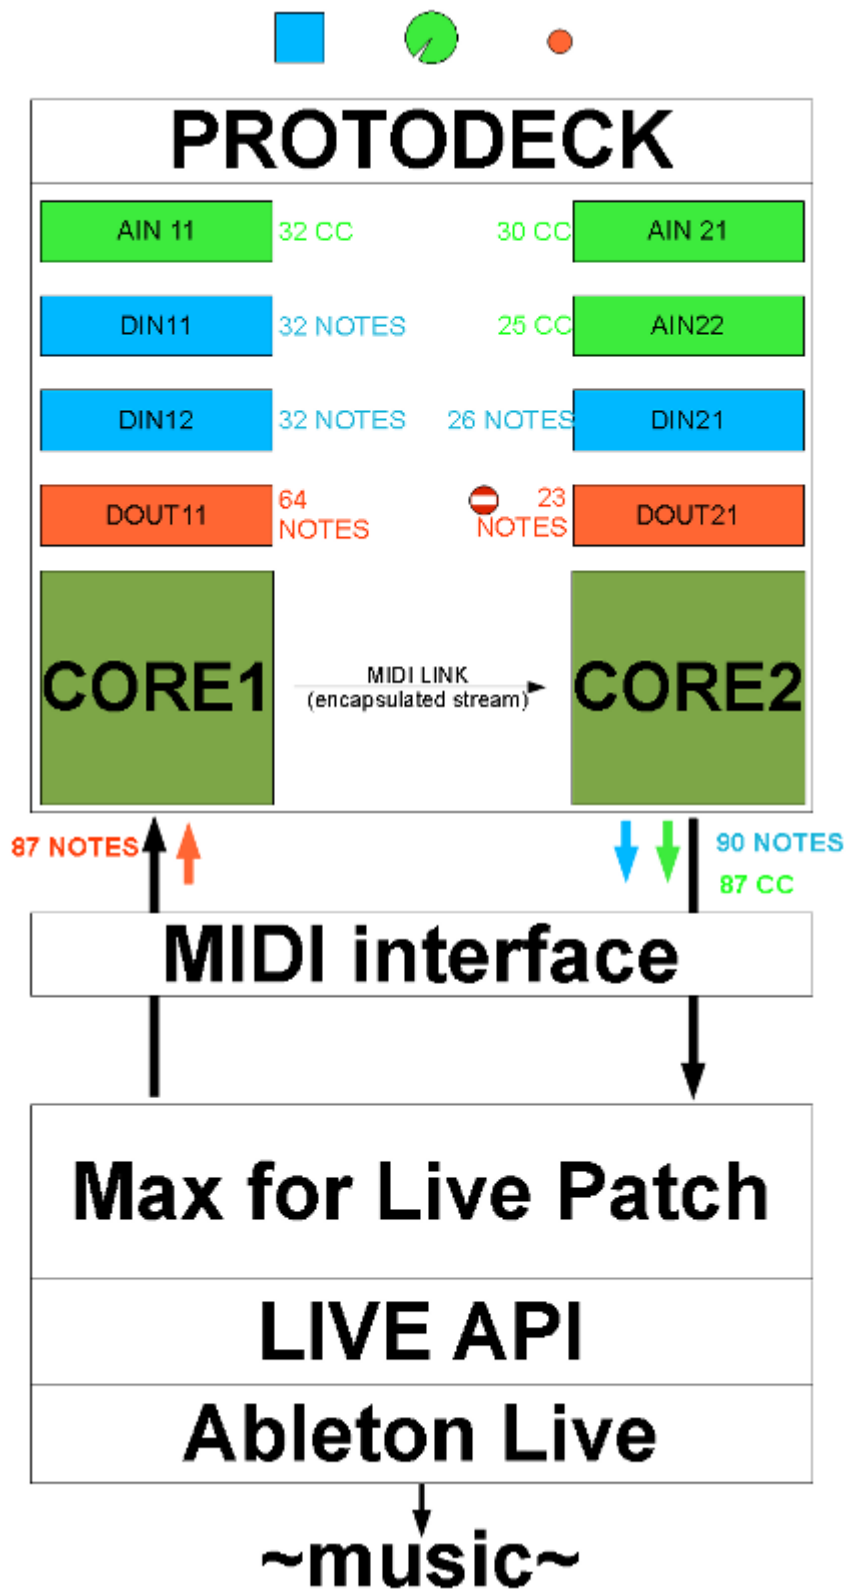 PROTODECK
AIN 11
32 CC
30 CC
AIN 21
DIN11
32 NOTES
25 CC
AIN22
DIN12
32 NOTES
26 NOTES
DIN21
DOUT11
64
NOTES
23
NOTES
DOUT21
CORE1
MIDI LINK
(encapsulated stream)
CORE2
87 NOTES
90 NOTES
87 CC
MIDI interface
Max for Live Patch
LIVE API
Ableton Live
~music~